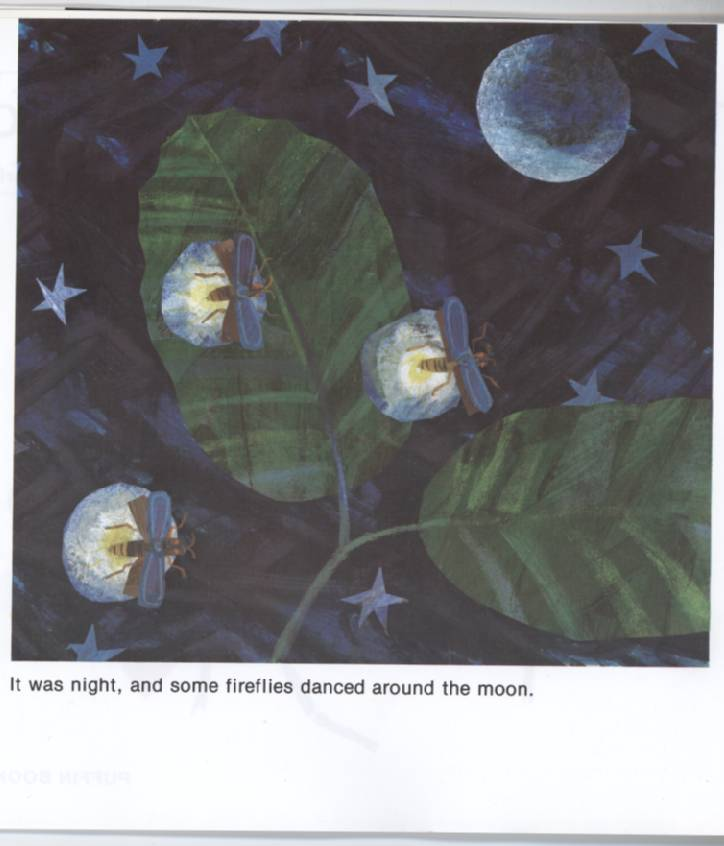 It was night, and some fireflies danced around the moon.